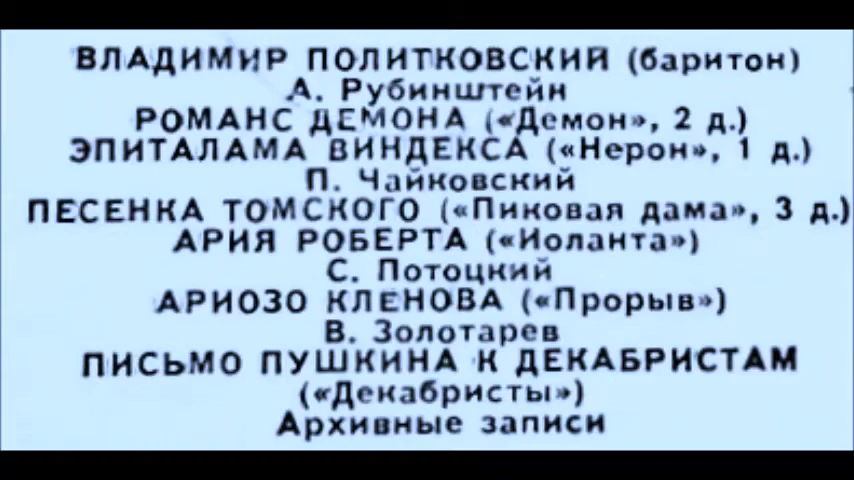 ВЛАДИМИР ПОЛИТКОВСКИЙ (баритон)
А. Рубинштейн
РОМАНС ДЕМОНА («Демон», 2 д.)
ЭПИТАЛАМА ВИНДЕКСА («Нерон», 1 д.)
П. Чайковский
ПЕСЕНКА ТОМСКОГО («Пиковая дама», 3 д.)
АРИЯ РОБЕРТА («Иоланта»)
С. Потоцкий
АРИОЗО КЛЕНОВА («Прорыв»)
В. Золотарев
ПИСЬМО ПУШКИНА К ДЕКАБРИСТАМ
(«Декабристы»)
Архивные записи